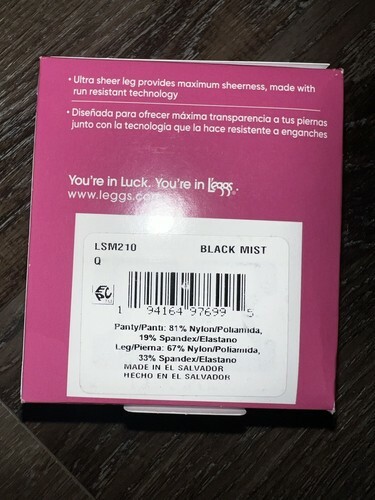 • Ultra sheer leg provides maximum sheerness, made with
run resistant technology
• Diseñada para ofrecer máxima transparencia a tus piernas
junto con la tecnología que la hace resistente a enganches
You're in Luck. You're in L'eggs®.
www.leggs.com
LSM210 BLACK MIST
Q
EPC
1 94164 97699 5
Panty/Panti: 81% Nylon/Poliamida,
19% Spandex/Elastano
Leg/Pierna: 67% Nylon/Poliamida,
33% Spandex/Elastano
MADE IN EL SALVADOR
HECHO EN EL SALVADOR